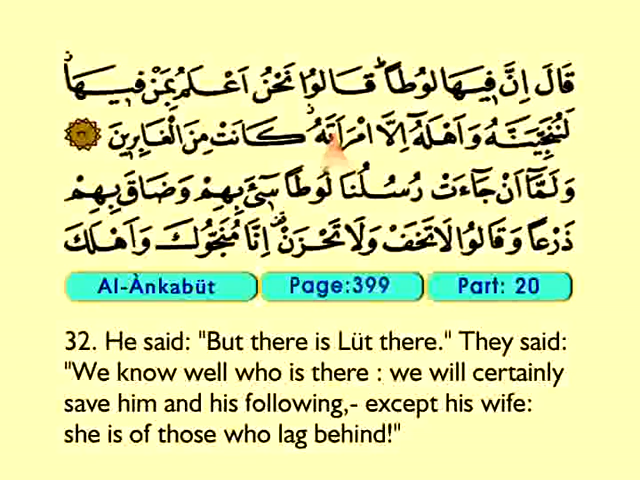 قَالَ إِنَّ فِيهَا لُوطًا ۚ قَالُوا نَحْنُ أَعْلَمُ بِمَن فِيهَا ۖ
لَنُنَجِّيَنَّهُ وَأَهْلَهُ إِلَّا امْرَأَتَهُ كَانَتْ مِنَ الْغَابِرِينَ ٣٢
وَلَمَّا أَنْ جَاءَتْ رُسُلُنَا لُوطًا سِيءَ بِهِمْ وَضَاقَ بِهِمْ
ذَرْعًا وَقَالُوا لَا تَخَفْ وَلَا تَحْزَنْ ۖ إِنَّا مُنَجُّوكَ وَأَهْلَكَ
Al-Ànkabüt Page:399 Part: 20
32. He said: "But there is Lüt there." They said:
"We know well who is there : we will certainly
save him and his following,- except his wife:
she is of those who lag behind!"